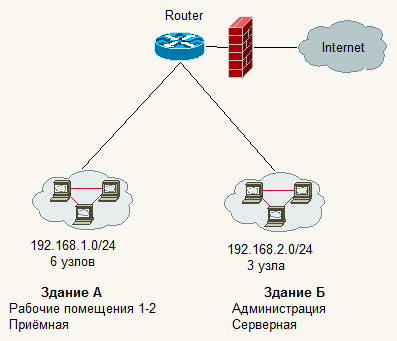 Router
Internet
192.168.1.0/24
6 узлов
Здание А
Рабочие помещения 1-2
Приёмная
192.168.2.0/24
3 узла
Здание Б
Администрация
Серверная